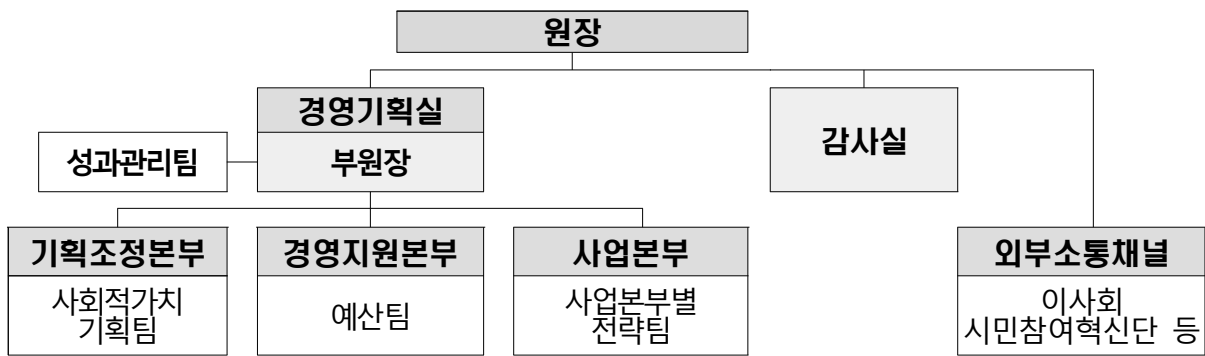 원장
경영기획실
감사실
성과관리팀
부원장
기획조정본부
경영지원본부
사업본부
외부소통채널
사회적가치
기획팀
예산팀
사업본부별
전략팀
이사회
시민참여혁신단 등